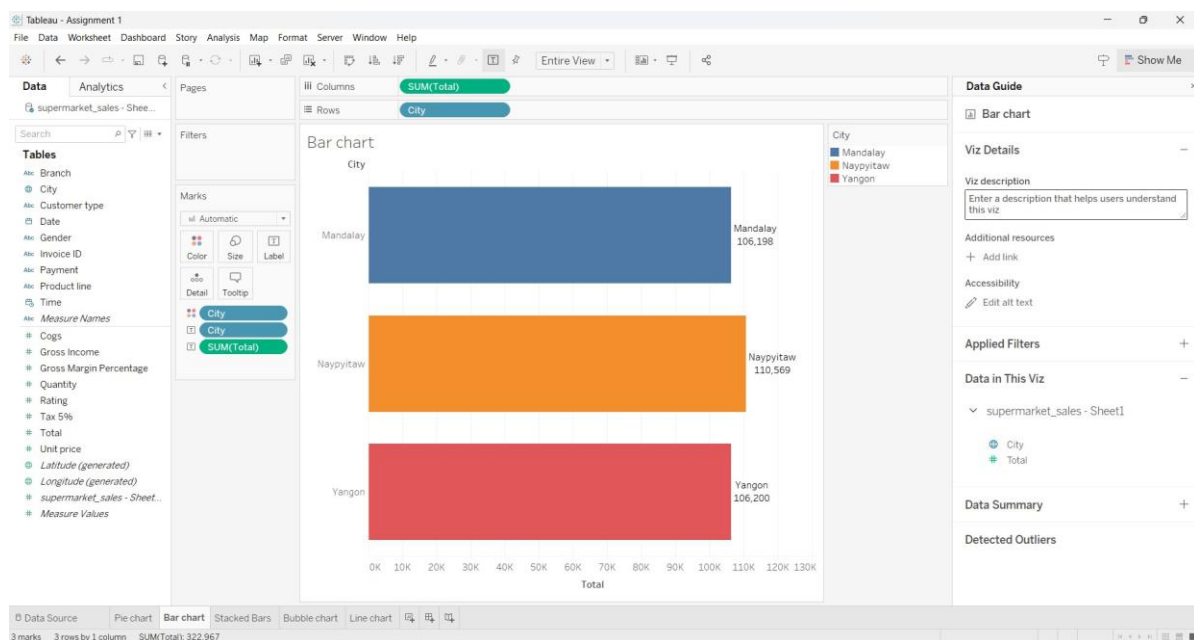 Tableau - Assignment 1
File Data Worksheet Dashboard Story Analysis Map Format Server Window Help
Entire View
Show Me
Data Analytics
supermarket_sales - Shee...
Search
Tables
Abc Branch
City
Abc Customer type
Date
Abc Gender
Abc Invoice ID
Abc Payment
Abc Product line
Time
Abc Measure Names
# Cogs
# Gross Income
# Gross Margin Percentage
# Quantity
# Rating
# Tax 5%
# Total
# Unit price
Latitude (generated)
Longitude (generated)
# supermarket_sales - Sheet...
# Measure Values
Pages
Filters
Marks
Automatic
Color Size Label
Detail Tooltip
City
City
SUM(Total)
Columns SUM(Total)
Rows City
Bar chart
City
Mandalay
Mandalay
106,198
Naypyitaw
Naypyitaw
110,569
Yangon
Yangon
106,200
0K 10K 20K 30K 40K 50K 60K 70K 80K 90K 100K 110K 120K 130K
Total
City
Mandalay
Naypyitaw
Yangon
Data Guide
Bar chart
Viz Details
Viz description
Enter a description that helps users understand
this viz
Additional resources
+ Add link
Accessibility
Edit alt text
Applied Filters
Data in This Viz
supermarket_sales - Sheet1
City
# Total
Data Summary
Detected Outliers
Data Source Pie chart Bar chart Stacked Bars Bubble chart Line chart
3 marks 3 rows by 1 column SUM(Total): 322,967